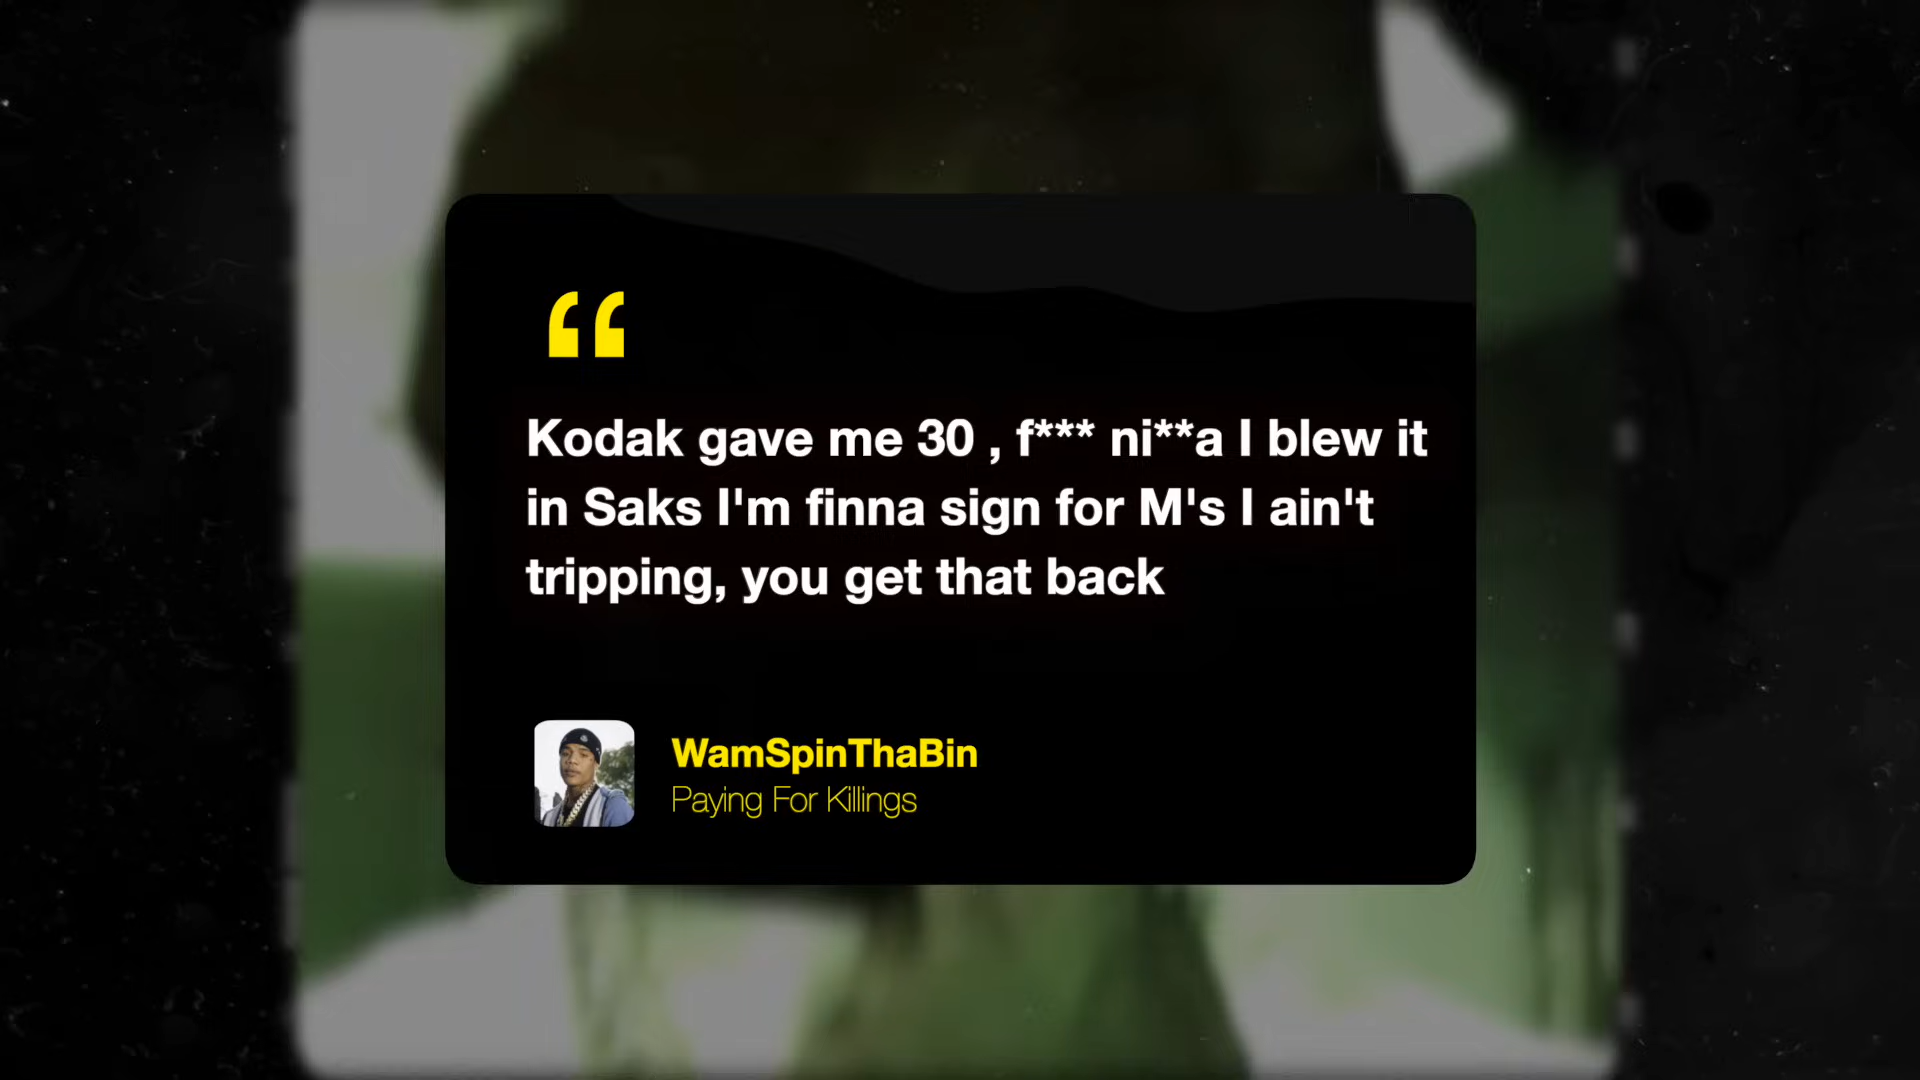 “
Kodak gave me 30 , f*** ni**a I blew it
in Saks I'm finna sign for M's I ain't
tripping, you get that back
WamSpinThaBin
Paying For Killings